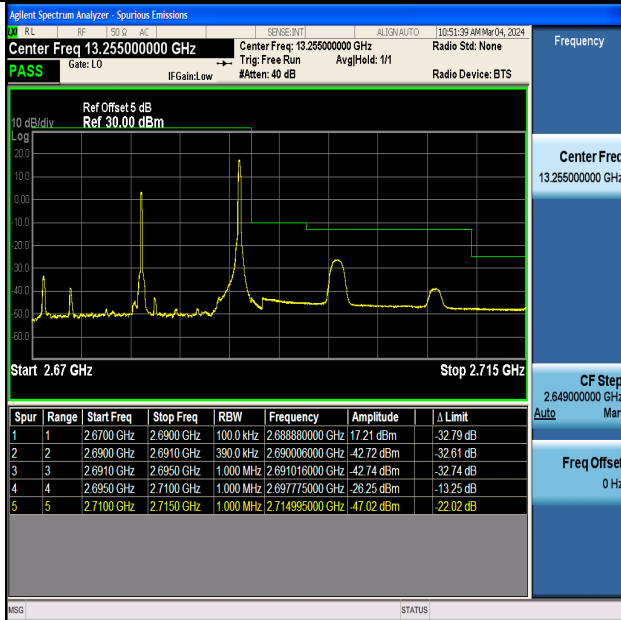 Agilent Spectrum Analyzer - Spurious Emissions
LXI RL RF 50 Ω AC SENSE:INT ALIGN AUTO 10:51:39 AM Mar 04, 2024
Center Freq 13.255000000 GHz
Center Freq: 13.255000000 GHz
Radio Std: None
PASS
Gate: LO
Trig: Free Run
Avg|Hold: 1/1
IFGain:Low
#Atten: 40 dB
Radio Device: BTS
Ref Offset 5 dB
10 dB/div Ref 30.00 dBm
Log
20.0
10.0
0.00
-10.0
-20.0
-30.0
-40.0
-50.0
-60.0
Start 2.67 GHz
Stop 2.715 GHz
Spur Range Start Freq Stop Freq RBW Frequency Amplitude Δ Limit
1 1 2.6700 GHz 2.6900 GHz 100.0 kHz 2.688880000 GHz 17.21 dBm -32.79 dB
2 2 2.6900 GHz 2.6910 GHz 390.0 kHz 2.690006000 GHz -42.72 dBm -32.61 dB
3 3 2.6910 GHz 2.6950 GHz 1.000 MHz 2.691016000 GHz -42.74 dBm -32.74 dB
4 4 2.6950 GHz 2.7100 GHz 1.000 MHz 2.697775000 GHz -26.25 dBm -13.25 dB
5 5 2.7100 GHz 2.7150 GHz 1.000 MHz 2.714995000 GHz -47.02 dBm -22.02 dB
MSG
STATUS
Frequency
Center Freq
13.255000000 GHz
CF Step
2.649000000 GHz
Auto Man
Freq Offset
0 Hz